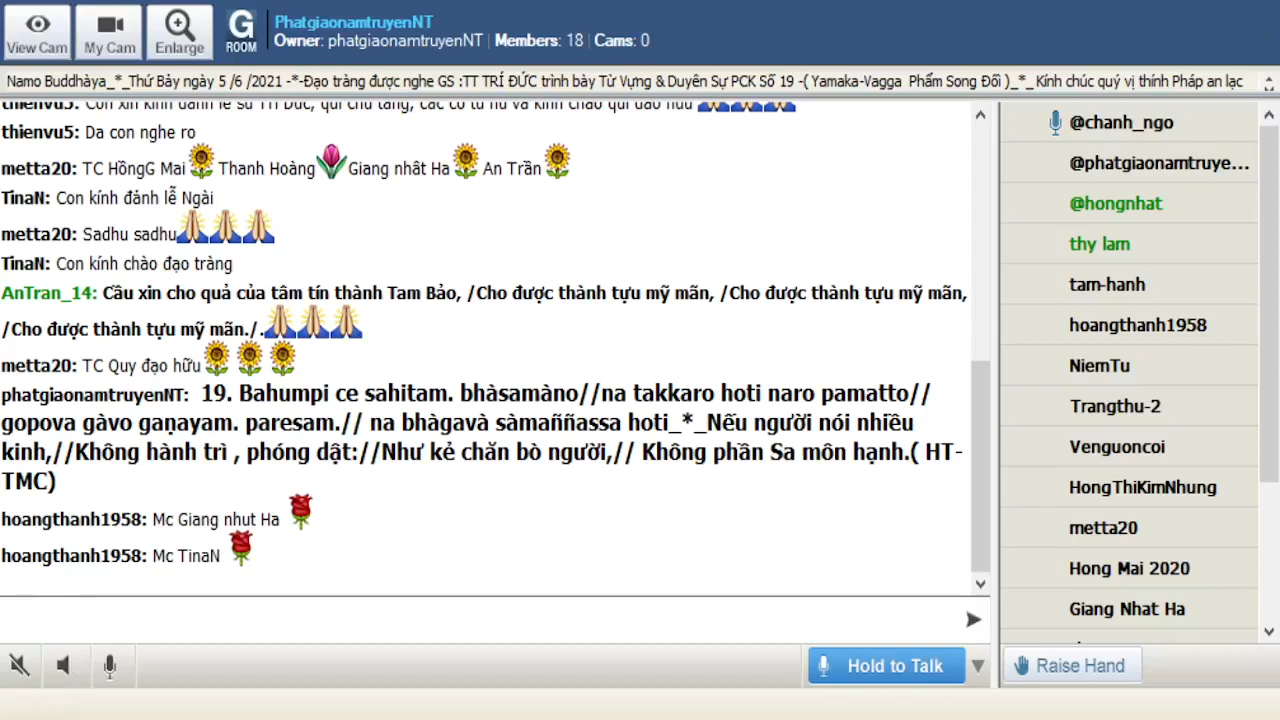 View Cam
My Cam
Enlarge
G
ROOM
PhatgiaonamtruyenNT
Owner: phatgiaonamtruyenNT | Members: 18 | Cams: 0
Namo Buddhàya_*_Thứ Bảy ngày 5 /6 /2021 -*-Đạo tràng được nghe GS :TT TRÍ ĐỨC trình bày Từ Vựng & Duyên Sự PCK Số 19 -( Yamaka-Vagga Phẩm Song Đối )_*_ Kính chúc quý vị thính Pháp an lạc
thienvu5: Da con nghe ro
metta20: TC HồngG Mai Thanh Hoàng Giang nhât Ha An Trần
TinaN: Con kính đảnh lễ Ngài
metta20: Sadhu sadhu
TinaN: Con kính chào đạo tràng
AnTran_14: Cầu xin cho quả của tâm tín thành Tam Bảo, /Cho được thành tựu mỹ mãn, /Cho được thành tựu mỹ mãn,
/Cho được thành tựu mỹ mãn./.
metta20: TC Quy đạo hữu
phatgiaonamtruyenNT: 19. Bahumpi ce sahitam. bhàsamàno//na takkaro hoti naro pamatto//
gopova gàvo gaṇayam. paresam.// na bhàgavà sàmaññassa hoti_*_Nếu người nói nhiều
kinh,//Không hành trì , phóng dật://Như kẻ chăn bò người,// Không phần Sa môn hạnh.( HT-
TMC)
hoangthanh1958: Mc Giang nhưt Ha
hoangthanh1958: Mc TinaN
Hold to Talk
@chanh_ngo
@phatgiaonamtruye...
@hongnhat
thy lam
tam-hanh
hoangthanh1958
NiemTu
Trangthu-2
Venguoncoi
HongThiKimNhung
metta20
Hong Mai 2020
Giang Nhat Ha
Raise Hand